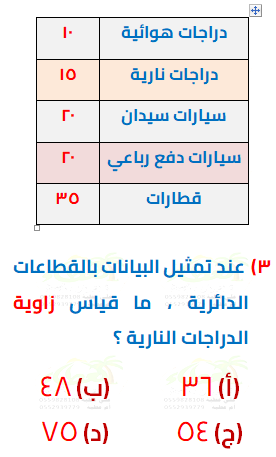 دراجات هوائية ١٠
دراجات نارية ١٥
سيارات سيدان ٢٠
سيارات دفع رباعي ٢٠
قطارات ٣٥
٣) عند تمثيل البيانات بالقطاعات
الدائرية ، ما قياس زاوية
الدراجات النارية ؟
(أ) ٣٦ (ب) ٤٨
(ج) ٥٤ (د) ٧٥